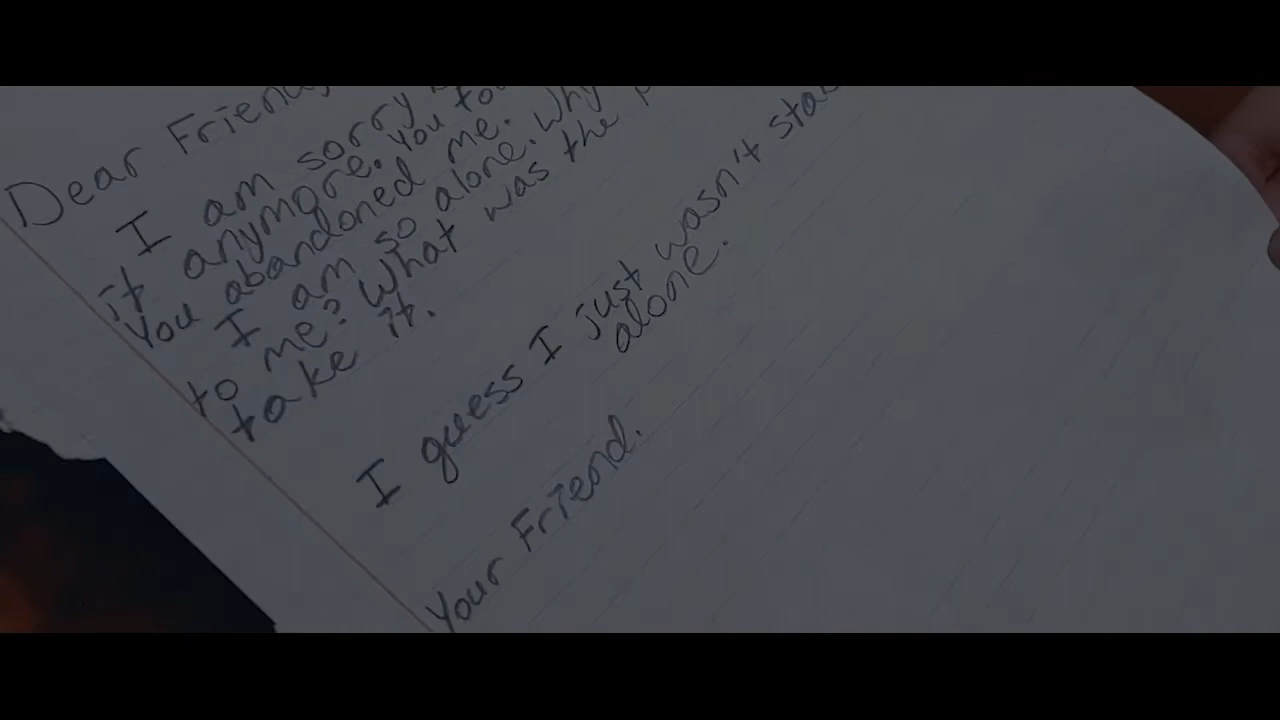 Dear Friend,
I am sorry
it anymore. You
You abandoned me.
I am so alone. Why
to me? What was the
take it.
I guess I just wasn't
alone.
Your Friend.